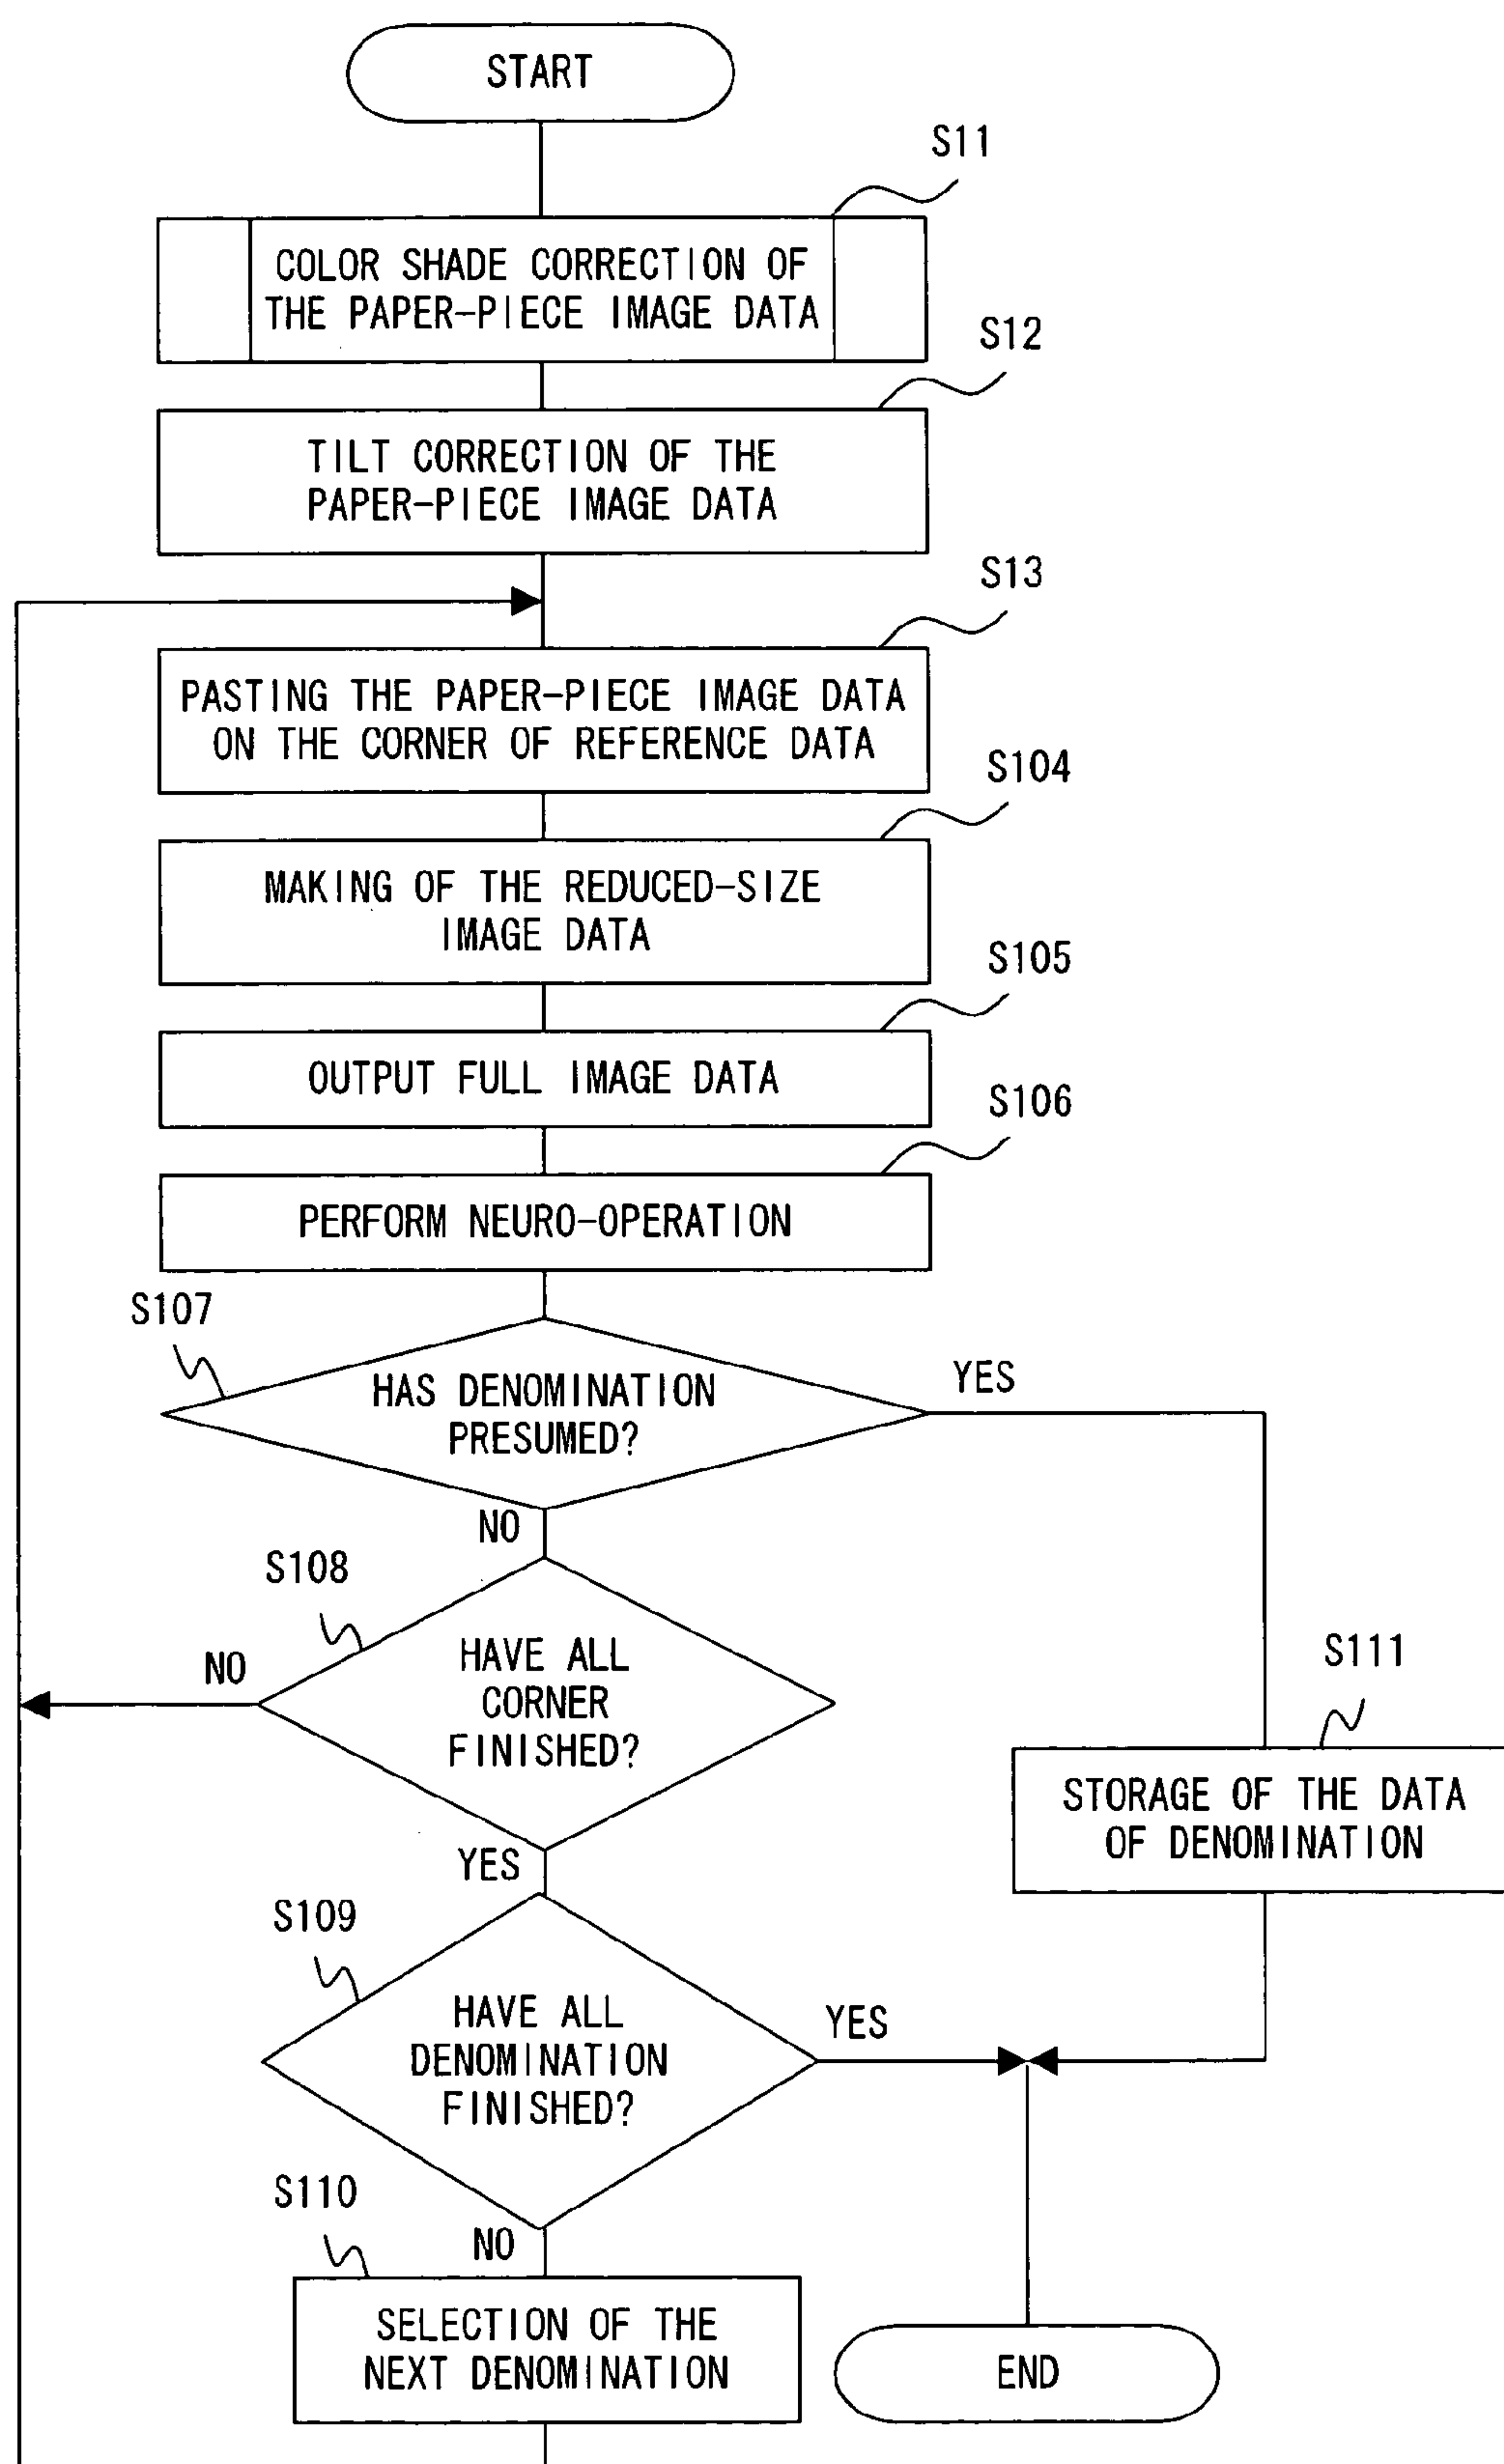 START
S11
COLOR SHADE CORRECTION OF
THE PAPER-PIECE IMAGE DATA
S12
TILT CORRECTION OF THE
PAPER-PIECE IMAGE DATA
S13
PASTING THE PAPER-PIECE IMAGE DATA
ON THE CORNER OF REFERENCE DATA
S104
MAKING OF THE REDUCED-SIZE
IMAGE DATA
S105
OUTPUT FULL IMAGE DATA
S106
PERFORM NEURO-OPERATION
S107
HAS DENOMINATION
PRESUMED?
YES
NO
S108
HAVE ALL
CORNER
FINISHED?
NO
YES
S111
STORAGE OF THE DATA
OF DENOMINATION
S109
HAVE ALL
DENOMINATION
FINISHED?
YES
NO
S110
SELECTION OF THE
NEXT DENOMINATION
END